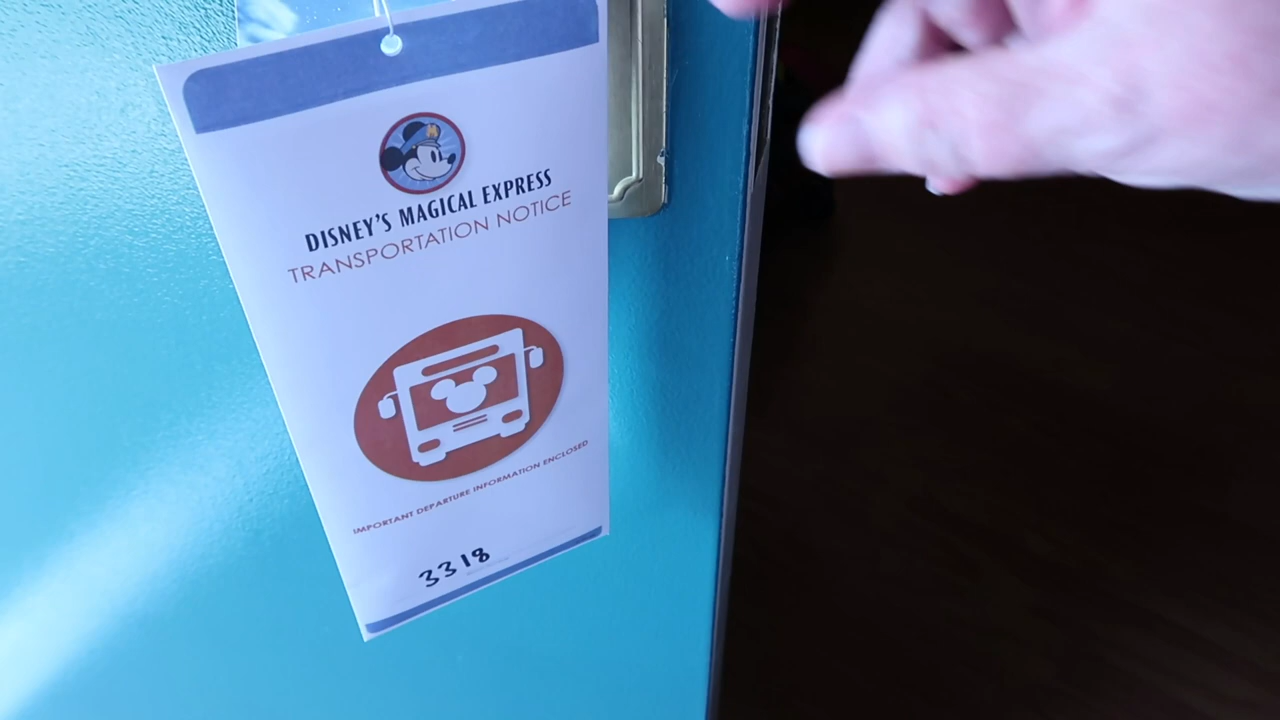 DISNEY'S MAGICAL EXPRESS
TRANSPORTATION NOTICE
IMPORTANT DEPARTURE INFORMATION ENCLOSED
3318